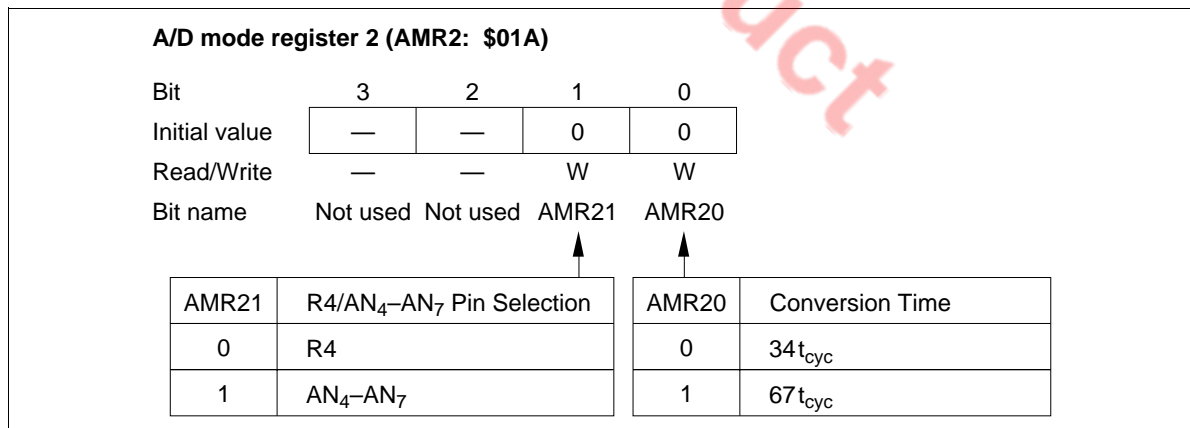 uct
A/D mode register 2 (AMR2: $01A)
Bit 3 2 1 0
Initial value — — 0 0
Read/Write — — W W
Bit name Not used Not used AMR21 AMR20
AMR21 R4/AN4–AN7 Pin Selection
0 R4
1 AN4–AN7
AMR20 Conversion Time
0 34tcyc
1 67tcyc